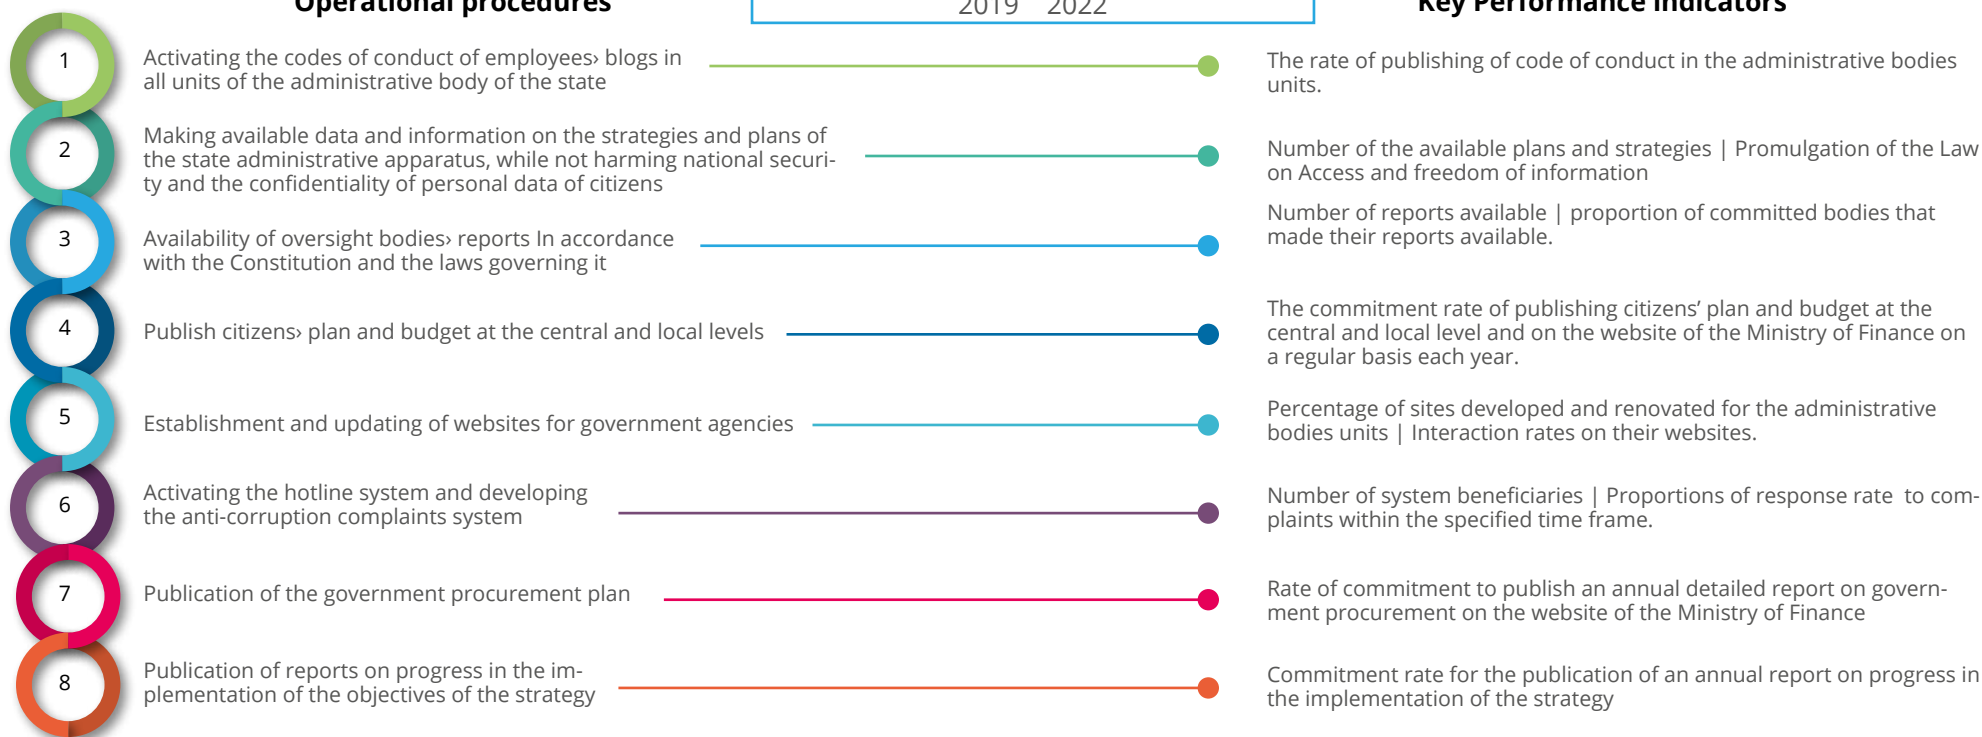 Operational procedures
2019 2022
Key Performance Indicators
1
Activating the codes of conduct of employees› blogs in
all units of the administrative body of the state
The rate of publishing of code of conduct in the administrative bodies
units.
2
Making available data and information on the strategies and plans of
the state administrative apparatus, while not harming national securi-
ty and the confidentiality of personal data of citizens
Number of the available plans and strategies | Promulgation of the Law
on Access and freedom of information
3
Availability of oversight bodies› reports In accordance
with the Constitution and the laws governing it
Number of reports available | proportion of committed bodies that
made their reports available.
4
Publish citizens› plan and budget at the central and local levels
The commitment rate of publishing citizens’ plan and budget at the
central and local level and on the website of the Ministry of Finance on
a regular basis each year.
5
Establishment and updating of websites for government agencies
Percentage of sites developed and renovated for the administrative
bodies units | Interaction rates on their websites.
6
Activating the hotline system and developing
the anti-corruption complaints system
Number of system beneficiaries | Proportions of response rate to com-
plaints within the specified time frame.
7
Publication of the government procurement plan
Rate of commitment to publish an annual detailed report on govern-
ment procurement on the website of the Ministry of Finance
8
Publication of reports on progress in the im-
plementation of the objectives of the strategy
Commitment rate for the publication of an annual report on progress in
the implementation of the strategy